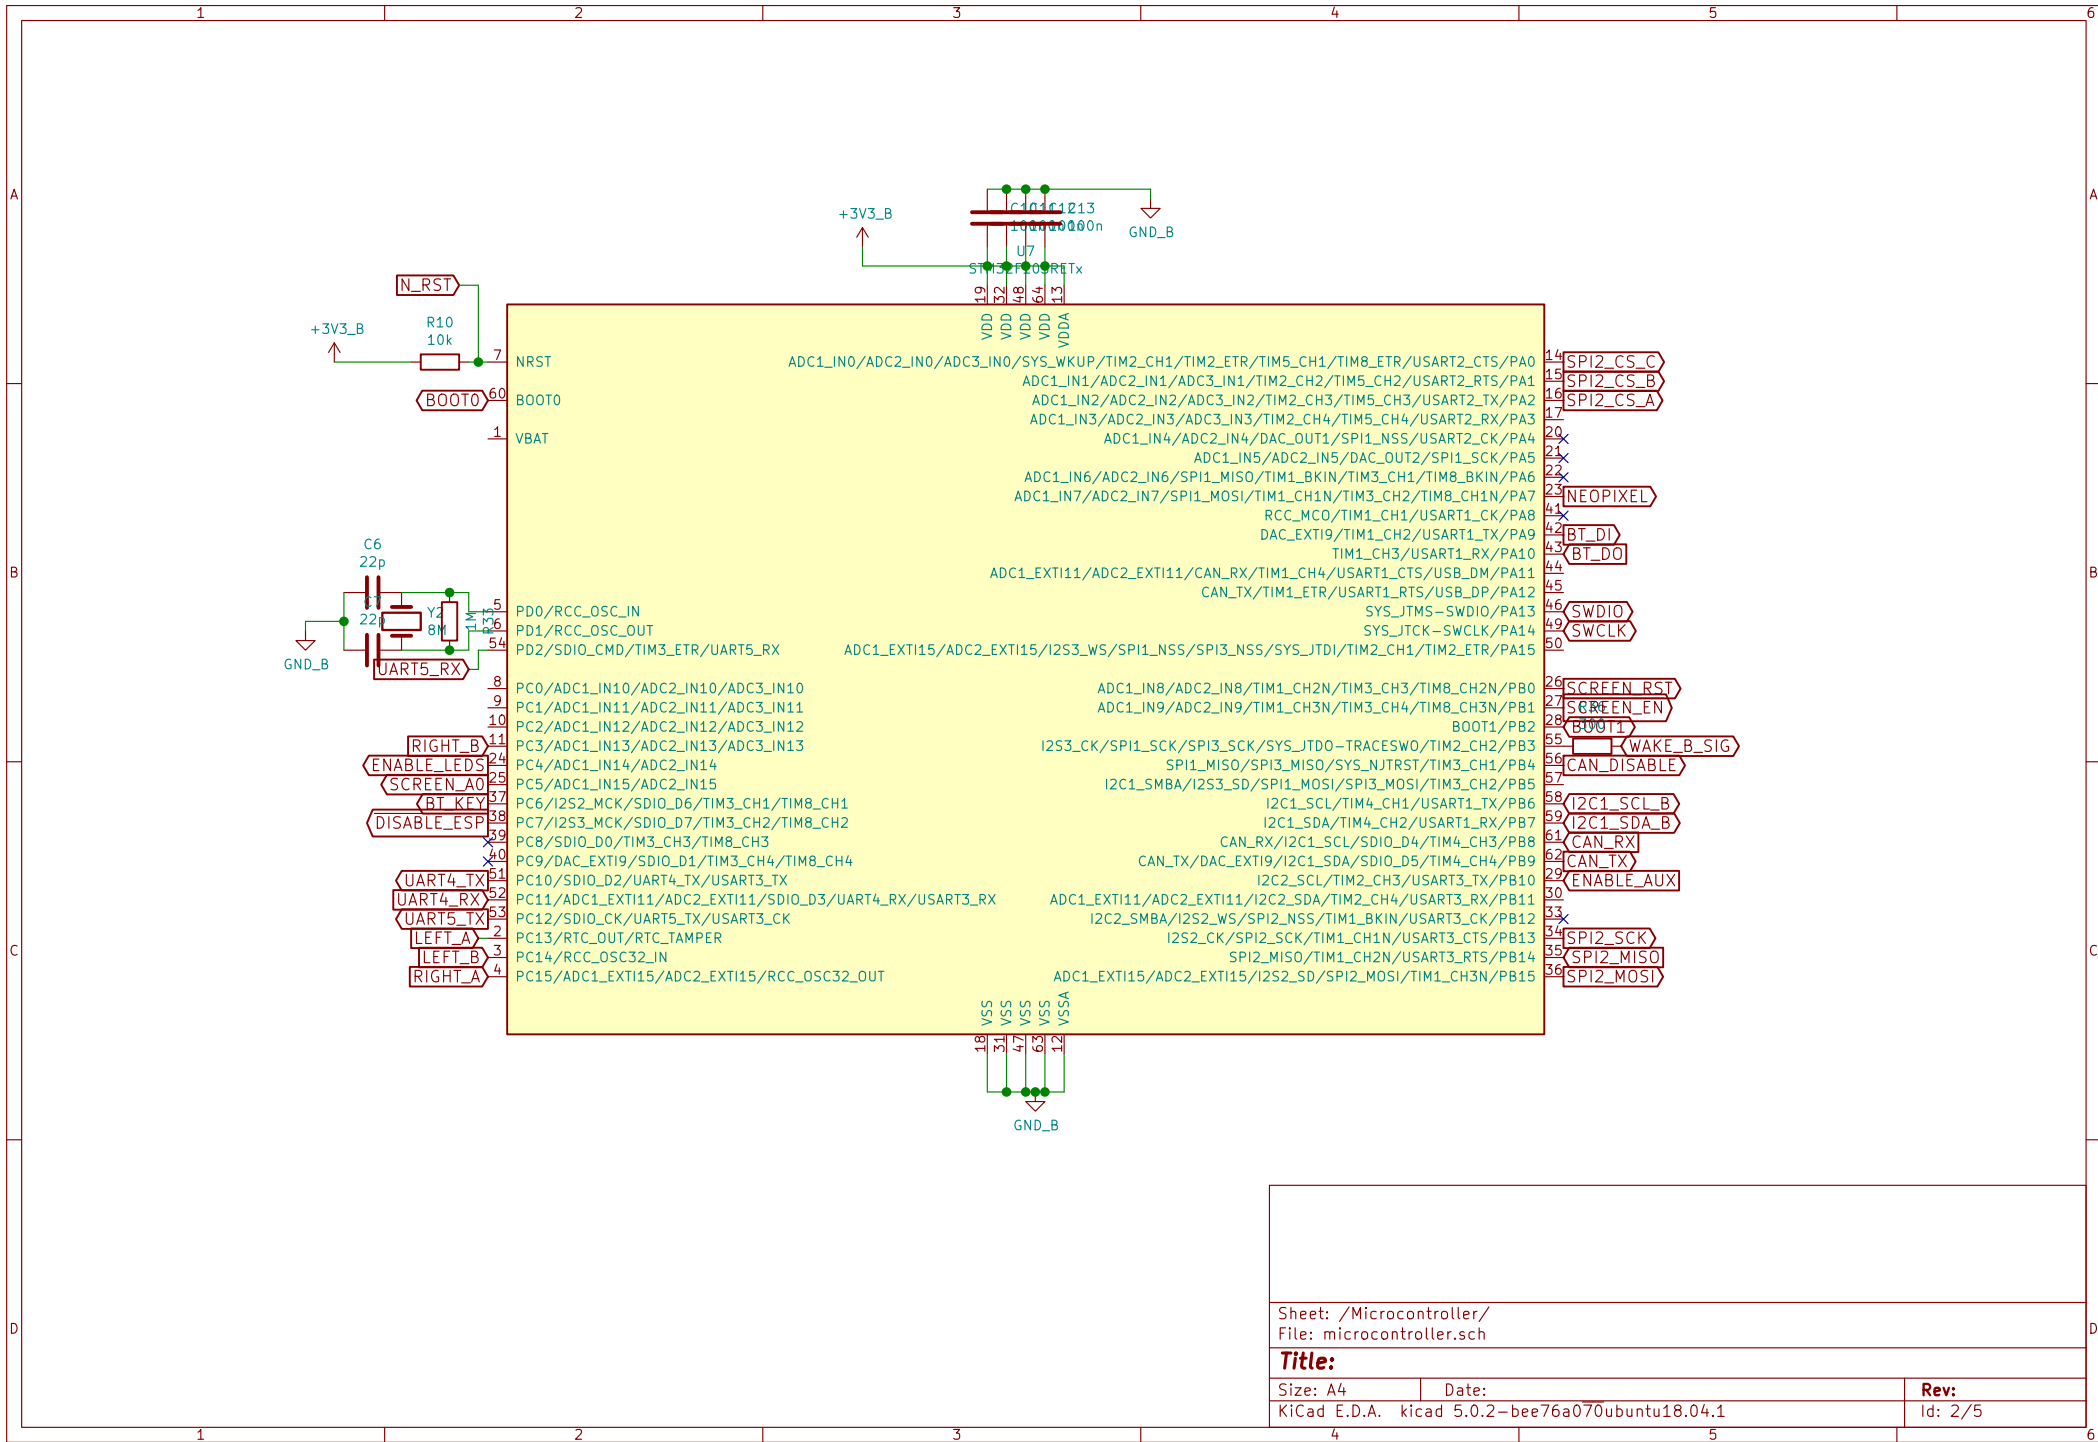 1 2 3 4 5 6
A A
+3V3_B
GND_B
U7
N_RST
+3V3_B
R10
10k
19 32 48 64 13
VDD VDD VDD VDD VDDA
7 NRST
BOOT0 60 BOOT0
1 VBAT
ADC1_IN0/ADC2_IN0/ADC3_IN0/SYS_WKUP/TIM2_CH1/TIM2_ETR/TIM5_CH1/TIM8_ETR/USART2_CTS/PA0 14 SPI2_CS_C
ADC1_IN1/ADC2_IN1/ADC3_IN1/TIM2_CH2/TIM5_CH2/USART2_RTS/PA1 15 SPI2_CS_B
ADC1_IN2/ADC2_IN2/ADC3_IN2/TIM2_CH3/TIM5_CH3/USART2_TX/PA2 16 SPI2_CS_A
ADC1_IN3/ADC2_IN3/ADC3_IN3/TIM2_CH4/TIM5_CH4/USART2_RX/PA3 17
ADC1_IN4/ADC2_IN4/DAC_OUT1/SPI1_NSS/USART2_CK/PA4 20
ADC1_IN5/ADC2_IN5/DAC_OUT2/SPI1_SCK/PA5 21
ADC1_IN6/ADC2_IN6/SPI1_MISO/TIM1_BKIN/TIM3_CH1/TIM8_BKIN/PA6 22
ADC1_IN7/ADC2_IN7/SPI1_MOSI/TIM1_CH1N/TIM3_CH2/TIM8_CH1N/PA7 23 NEOPIXEL
RCC_MCO/TIM1_CH1/USART1_CK/PA8 41
DAC_EXTI9/TIM1_CH2/USART1_TX/PA9 42 BT_DI
TIM1_CH3/USART1_RX/PA10 43 BT_DO
ADC1_EXTI11/ADC2_EXTI11/CAN_RX/TIM1_CH4/USART1_CTS/USB_DM/PA11 44
CAN_TX/TIM1_ETR/USART1_RTS/USB_DP/PA12 45
SYS_JTMS-SWDIO/PA13 46 SWDIO
SYS_JTCK-SWCLK/PA14 49 SWCLK
ADC1_EXTI15/ADC2_EXTI15/I2S3_WS/SPI1_NSS/SPI3_NSS/SYS_JTDI/TIM2_CH1/TIM2_ETR/PA15 50
B B
C6
22p
C7
22p
Y2
8M
1M
R33
GND_B
5 PD0/RCC_OSC_IN
6 PD1/RCC_OSC_OUT
54 PD2/SDIO_CMD/TIM3_ETR/UART5_RX
UART5_RX
8 PC0/ADC1_IN10/ADC2_IN10/ADC3_IN10
9 PC1/ADC1_IN11/ADC2_IN11/ADC3_IN11
10 PC2/ADC1_IN12/ADC2_IN12/ADC3_IN12
RIGHT_B 11 PC3/ADC1_IN13/ADC2_IN13/ADC3_IN13
ENABLE_LEDS 24 PC4/ADC1_IN14/ADC2_IN14
SCREEN_A0 25 PC5/ADC1_IN15/ADC2_IN15
BT_KEY 37 PC6/I2S2_MCK/SDIO_D6/TIM3_CH1/TIM8_CH1
DISABLE_ESP 38 PC7/I2S3_MCK/SDIO_D7/TIM3_CH2/TIM8_CH2
39 PC8/SDIO_D0/TIM3_CH3/TIM8_CH3
40 PC9/DAC_EXTI9/SDIO_D1/TIM3_CH4/TIM8_CH4
UART4_TX 51 PC10/SDIO_D2/UART4_TX/USART3_TX
UART4_RX 52 PC11/ADC1_EXTI11/ADC2_EXTI11/SDIO_D3/UART4_RX/USART3_RX
UART5_TX 53 PC12/SDIO_CK/UART5_TX/USART3_CK
LEFT_A 2 PC13/RTC_OUT/RTC_TAMPER
LEFT_B 3 PC14/RCC_OSC32_IN
RIGHT_A 4 PC15/ADC1_EXTI15/ADC2_EXTI15/RCC_OSC32_OUT
ADC1_IN8/ADC2_IN8/TIM1_CH2N/TIM3_CH3/TIM8_CH2N/PB0 26 SCREEN_RST
ADC1_IN9/ADC2_IN9/TIM1_CH3N/TIM3_CH4/TIM8_CH3N/PB1 27 SCREEN_EN
BOOT1/PB2 28 BOOT1
I2S3_CK/SPI1_SCK/SPI3_SCK/SYS_JTDO-TRACESWO/TIM2_CH2/PB3 55 WAKE_B_SIG
SPI1_MISO/SPI3_MISO/SYS_NJTRST/TIM3_CH1/PB4 56 CAN_DISABLE
I2C1_SMBA/I2S3_SD/SPI1_MOSI/SPI3_MOSI/TIM3_CH2/PB5 57
I2C1_SCL/TIM4_CH1/USART1_TX/PB6 58 I2C1_SCL_B
I2C1_SDA/TIM4_CH2/USART1_RX/PB7 59 I2C1_SDA_B
CAN_RX/I2C1_SCL/SDIO_D4/TIM4_CH3/PB8 61 CAN_RX
CAN_TX/DAC_EXTI9/I2C1_SDA/SDIO_D5/TIM4_CH4/PB9 62 CAN_TX
I2C2_SCL/TIM2_CH3/USART3_TX/PB10 29 ENABLE_AUX
ADC1_EXTI11/ADC2_EXTI11/I2C2_SDA/TIM2_CH4/USART3_RX/PB11 30
I2C2_SMBA/I2S2_WS/SPI2_NSS/TIM1_BKIN/USART3_CK/PB12 33
I2S2_CK/SPI2_SCK/TIM1_CH1N/USART3_CTS/PB13 34 SPI2_SCK
SPI2_MISO/TIM1_CH2N/USART3_RTS/PB14 35 SPI2_MISO
ADC1_EXTI15/ADC2_EXTI15/I2S2_SD/SPI2_MOSI/TIM1_CH3N/PB15 36 SPI2_MOSI
C C
VSS VSS VSS VSS VSSA
18 31 47 63 12
GND_B
D D
Sheet: /Microcontroller/
File: microcontroller.sch
Title:
Size: A4 Date: Rev:
KiCad E.D.A. kicad 5.0.2-bee76a070ubuntu18.04.1 Id: 2/5
1 2 3 4 5 6